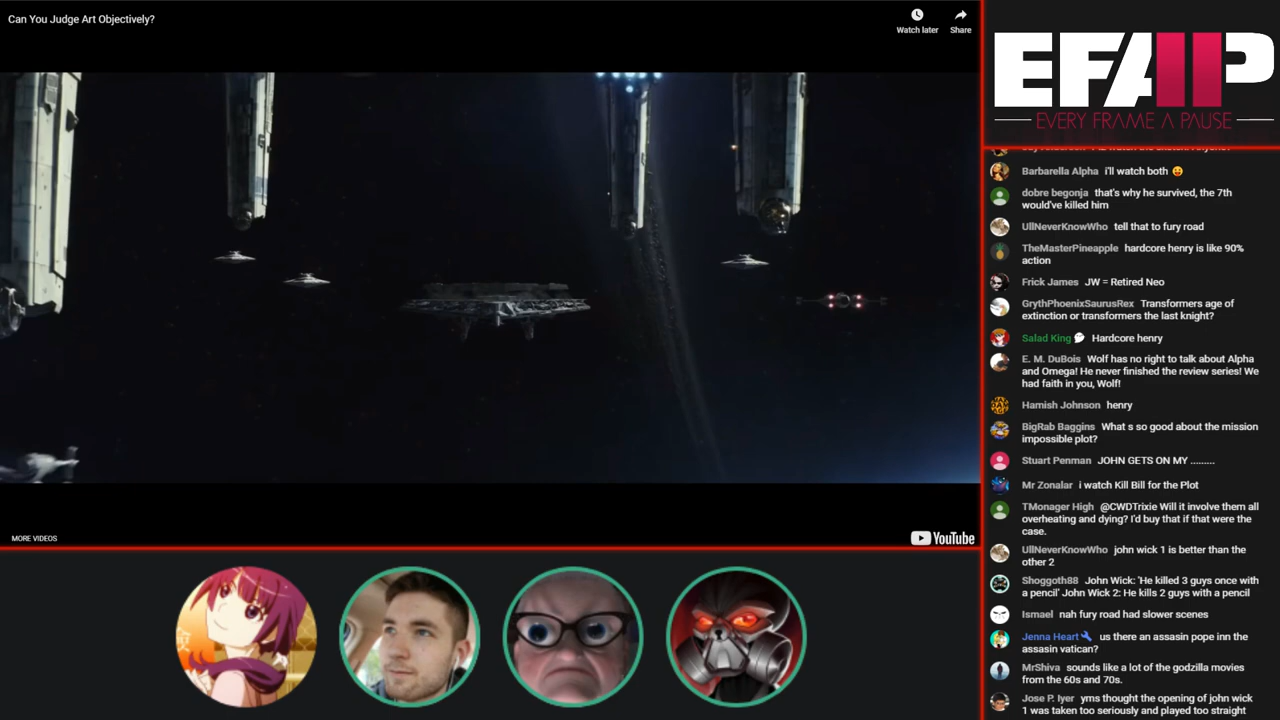 Can You Judge Art Objectively?
Watch later
Share
MORE VIDEOS
YouTube
EFAP
EVERY FRAME A PAUSE
Barbarella Alpha i'll watch both 😛
dobre begonja that's why he survived, the 7th
would've killed him
UllNeverKnowWho tell that to fury road
TheMasterPineapple hardcore henry is like 90%
action
Frick James JW = Retired Neo
GrythPhoenixSaurusRex Transformers age of
extinction or transformers the last knight?
Salad King Hardcore henry
E. M. DuBois Wolf has no right to talk about Alpha
and Omega! He never finished the review series! We
had faith in you, Wolf!
Hamish Johnson henry
BigRab Baggins What s so good about the mission
impossible plot?
Stuart Penman JOHN GETS ON MY .........
Mr Zonalar i watch Kill Bill for the Plot
TMonager High @CWDTrixie Will it involve them all
overheating and dying? I'd buy that if that were the
case.
UllNeverKnowWho john wick 1 is better than the
other 2
Shoggoth88 John Wick: 'He killed 3 guys once with
a pencil' John Wick 2: He kills 2 guys with a pencil
Ismael nah fury road had slower scenes
Jenna Heart us there an assasin pope inn the
assasin vatican?
MrShiva sounds like a lot of the godzilla movies
from the 60s and 70s.
Jose P. Iyer yms thought the opening of john wick
1 was taken too seriously and played too straight